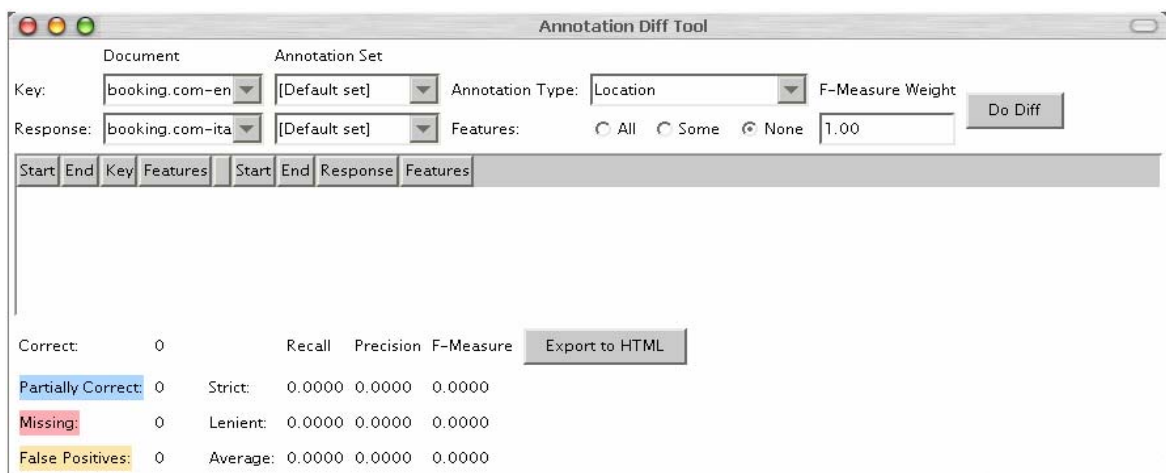 Annotation Diff Tool
Document Annotation Set
Key: booking.com-en [Default set] Annotation Type: Location F-Measure Weight
Do Diff
Response: booking.com-ita [Default set] Features: All Some None 1.00
Start End Key Features Start End Response Features
Correct: 0 Recall Precision F-Measure Export to HTML
Partially Correct: 0 Strict: 0.0000 0.0000 0.0000
Missing: 0 Lenient: 0.0000 0.0000 0.0000
False Positives: 0 Average: 0.0000 0.0000 0.0000